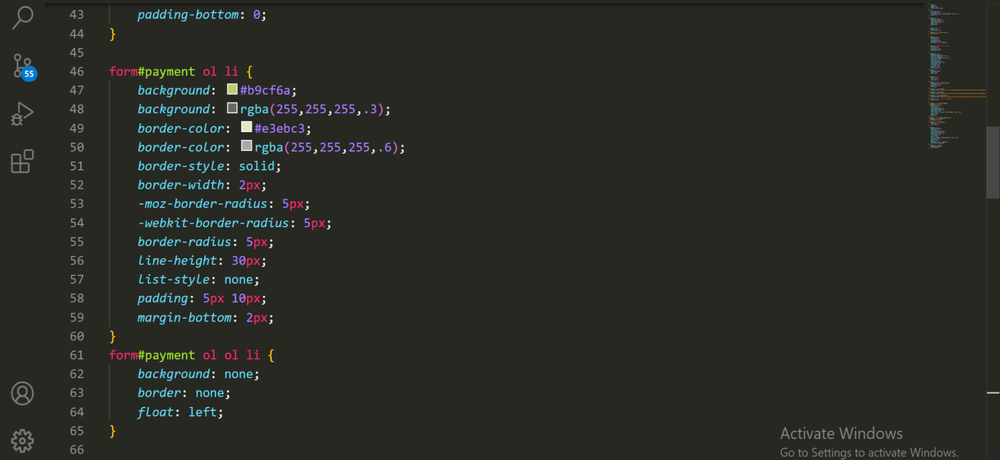 43 padding-bottom: 0;
44 }
45
46 form#payment ol li {
47 background: #b9cf6a;
48 background: rgba(255,255,255,.3);
49 border-color: #e3ebc3;
50 border-color: rgba(255,255,255,.6);
51 border-style: solid;
52 border-width: 2px;
53 -moz-border-radius: 5px;
54 -webkit-border-radius: 5px;
55 border-radius: 5px;
56 line-height: 30px;
57 list-style: none;
58 padding: 5px 10px;
59 margin-bottom: 2px;
60 }
61 form#payment ol ol li {
62 background: none;
63 border: none;
64 float: left;
65 }
66
55
Activate Windows
Go to Settings to activate Windows.